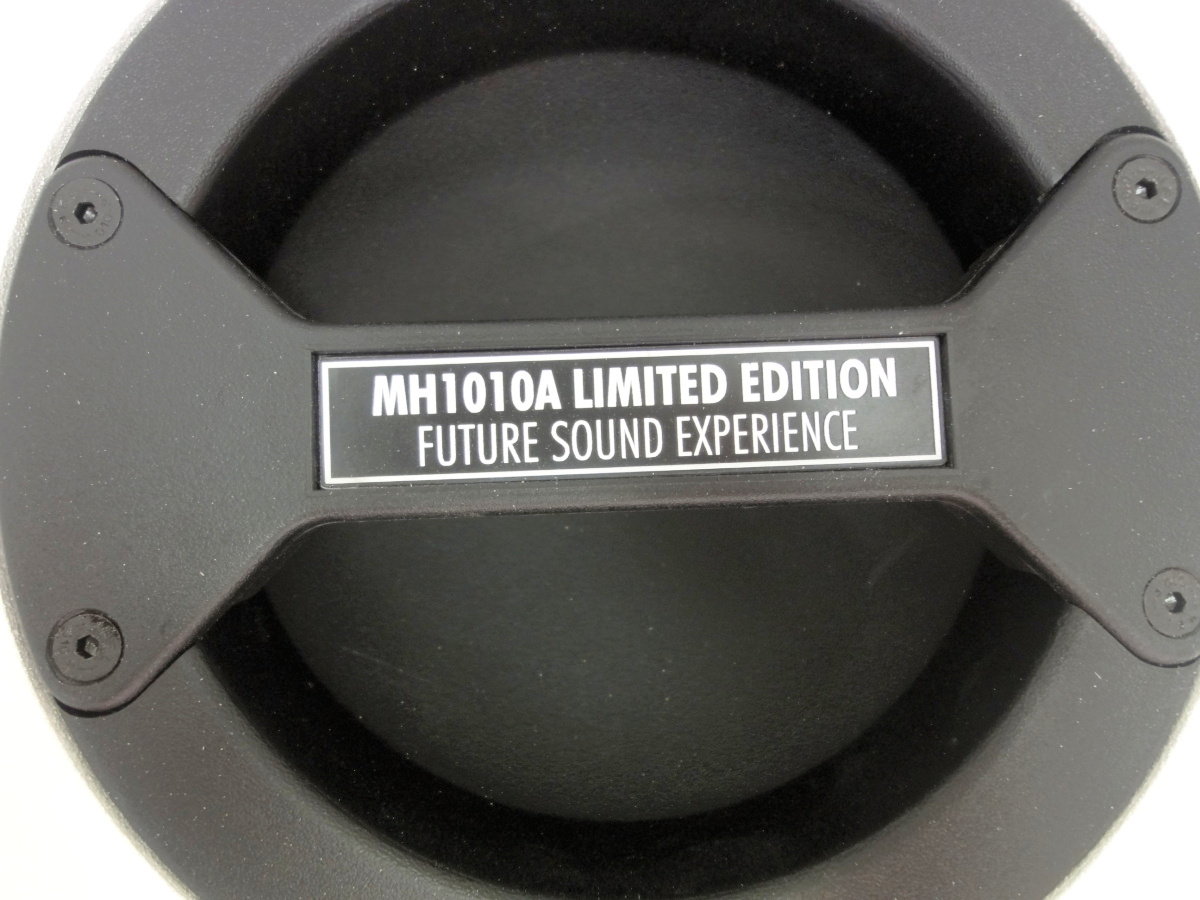 MH1010A LIMITED EDITION
FUTURE SOUND EXPERIENCE